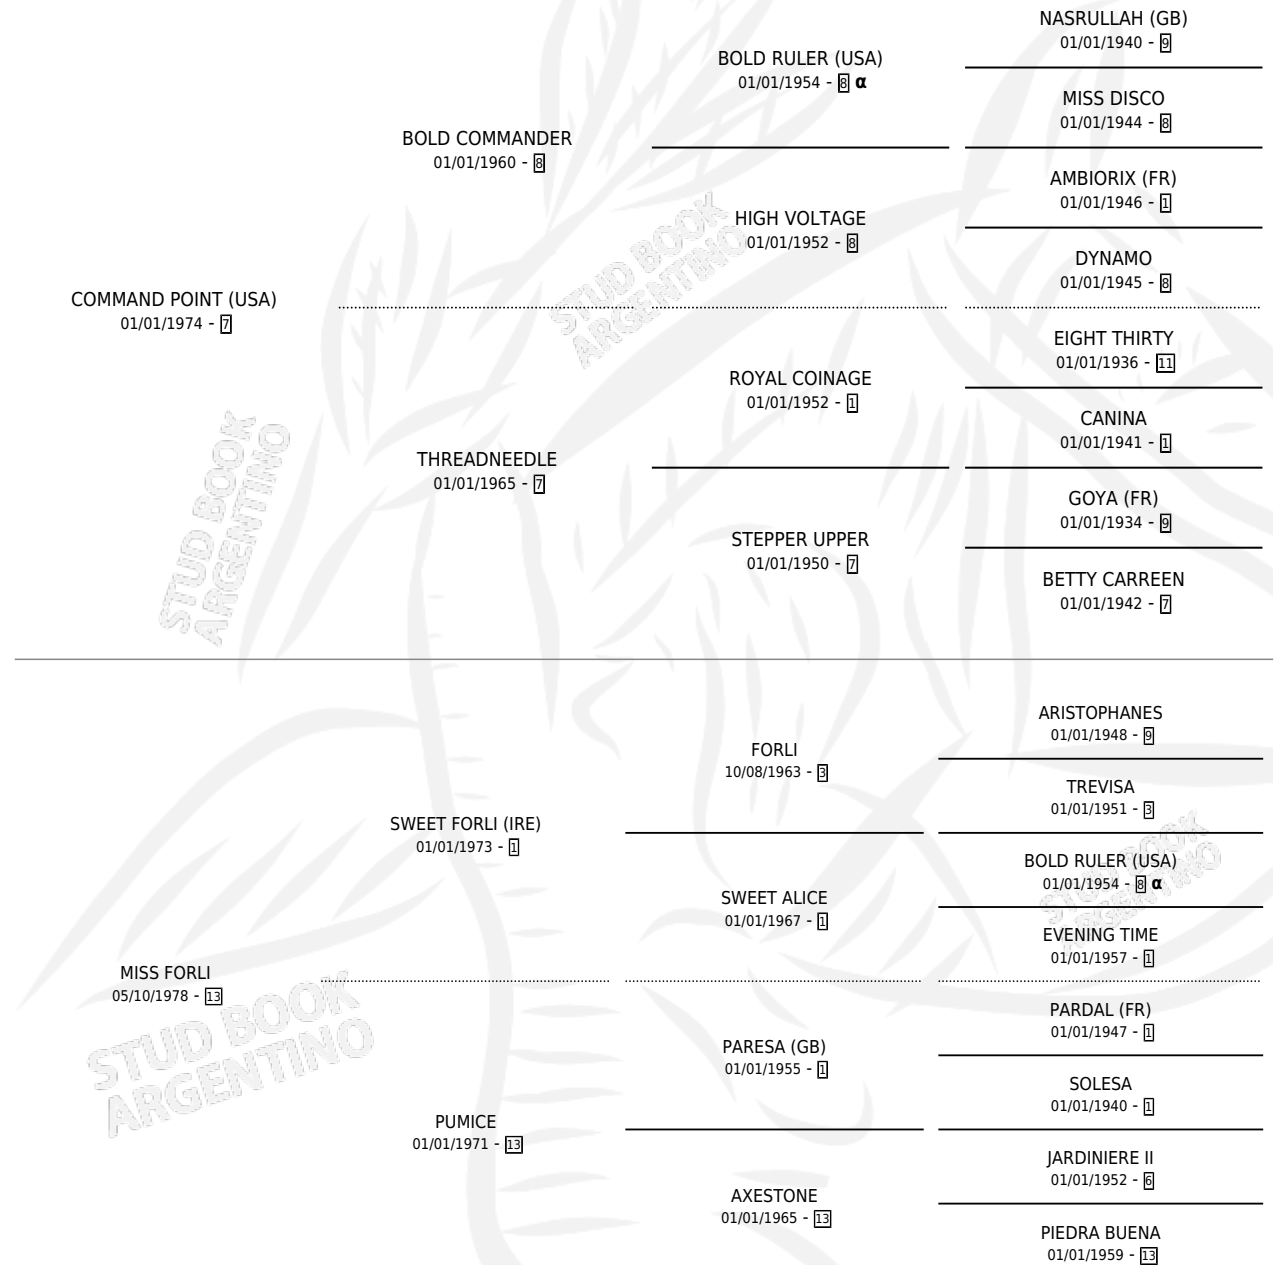 NASRULLAH (GB)
01/01/1940 - 9
BOLD RULER (USA)
01/01/1954 - 8 α
MISS DISCO
01/01/1944 - 8
BOLD COMMANDER
01/01/1960 - 8
AMBIORIX (FR)
01/01/1946 - 1
HIGH VOLTAGE
01/01/1952 - 8
DYNAMO
01/01/1945 - 8
COMMAND POINT (USA)
01/01/1974 - 7
EIGHT THIRTY
01/01/1936 - 11
ROYAL COINAGE
01/01/1952 - 1
CANINA
01/01/1941 - 1
THREADNEEDLE
01/01/1965 - 7
GOYA (FR)
01/01/1934 - 9
STEPPER UPPER
01/01/1950 - 7
BETTY CARREEN
01/01/1942 - 7
ARISTOPHANES
01/01/1948 - 9
FORLI
10/08/1963 - 3
TREVISA
01/01/1951 - 3
SWEET FORLI (IRE)
01/01/1973 - 1
BOLD RULER (USA)
01/01/1954 - 8 α
SWEET ALICE
01/01/1967 - 1
EVENING TIME
01/01/1957 - 1
MISS FORLI
05/10/1978 - 13
PARDAL (FR)
01/01/1947 - 1
PARESA (GB)
01/01/1955 - 1
SOLESA
01/01/1940 - 1
PUMICE
01/01/1971 - 13
JARDINIERE II
01/01/1952 - 6
AXESTONE
01/01/1965 - 13
PIEDRA BUENA
01/01/1959 - 13
STUD BOOK
ARGENTINO
STUD BOOK
ARGENTINO
STUD BOOK
ARGENTINO
STUD BOOK
ARGENTINO